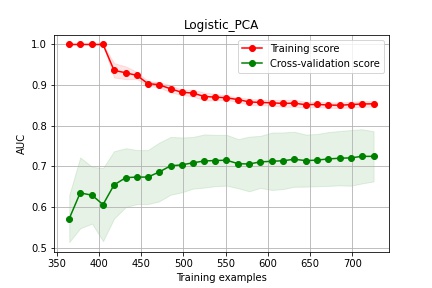 Logistic_PCA
1.0
0.9
0.8
0.7
0.6
0.5
AUC
Training score
Cross-validation score
350 400 450 500 550 600 650 700
Training examples